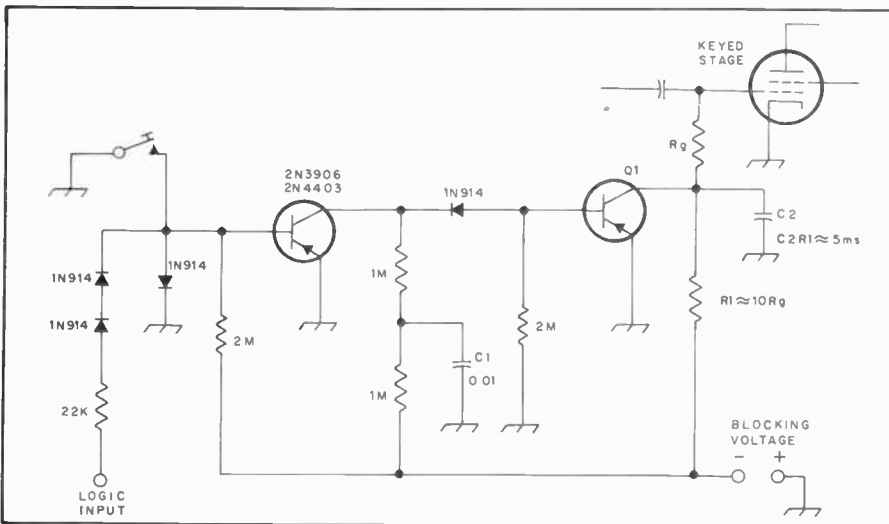 KEYED
STAGE
Rg
2N3906
2N4403
1N914
Q1
C2
C2R1≈5ms
1N914
1N914
1N914
1M
2M
2M
C1
0.01
1M
R1≈10Rg
22K
LOGIC
INPUT
BLOCKING
VOLTAGE
- +